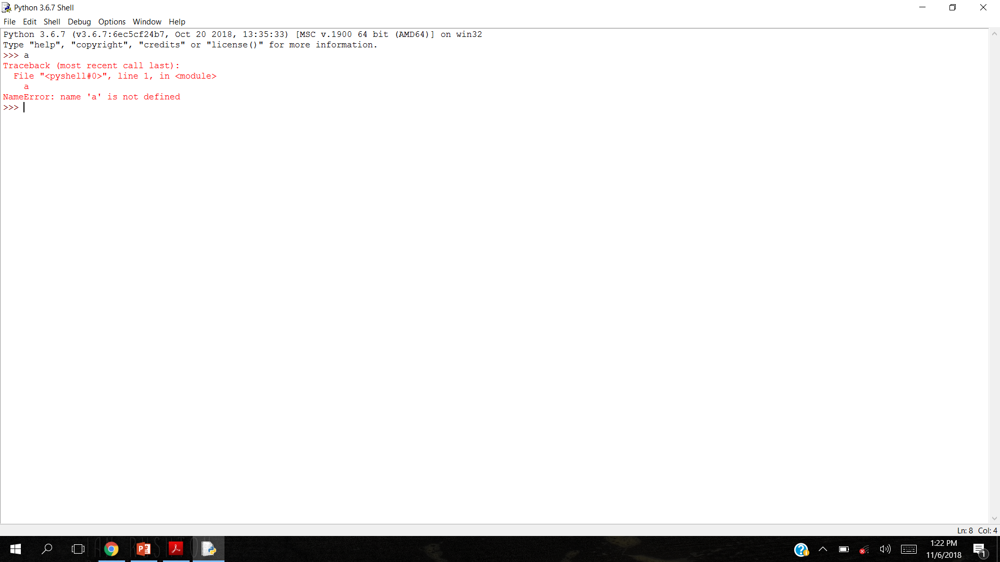 Python 3.6.7 Shell
File Edit Shell Debug Options Window Help
Python 3.6.7 (v3.6.7:6ec5cf24b7, Oct 20 2018, 13:35:33) [MSC v.1900 64 bit (AMD64)] on win32
Type "help", "copyright", "credits" or "license()" for more information.
>>> a
Traceback (most recent call last):
  File "<pyshell#0>", line 1, in <module>
    a
NameError: name 'a' is not defined
>>>
Ln: 8 Col: 4
1:22 PM
11/6/2018
1